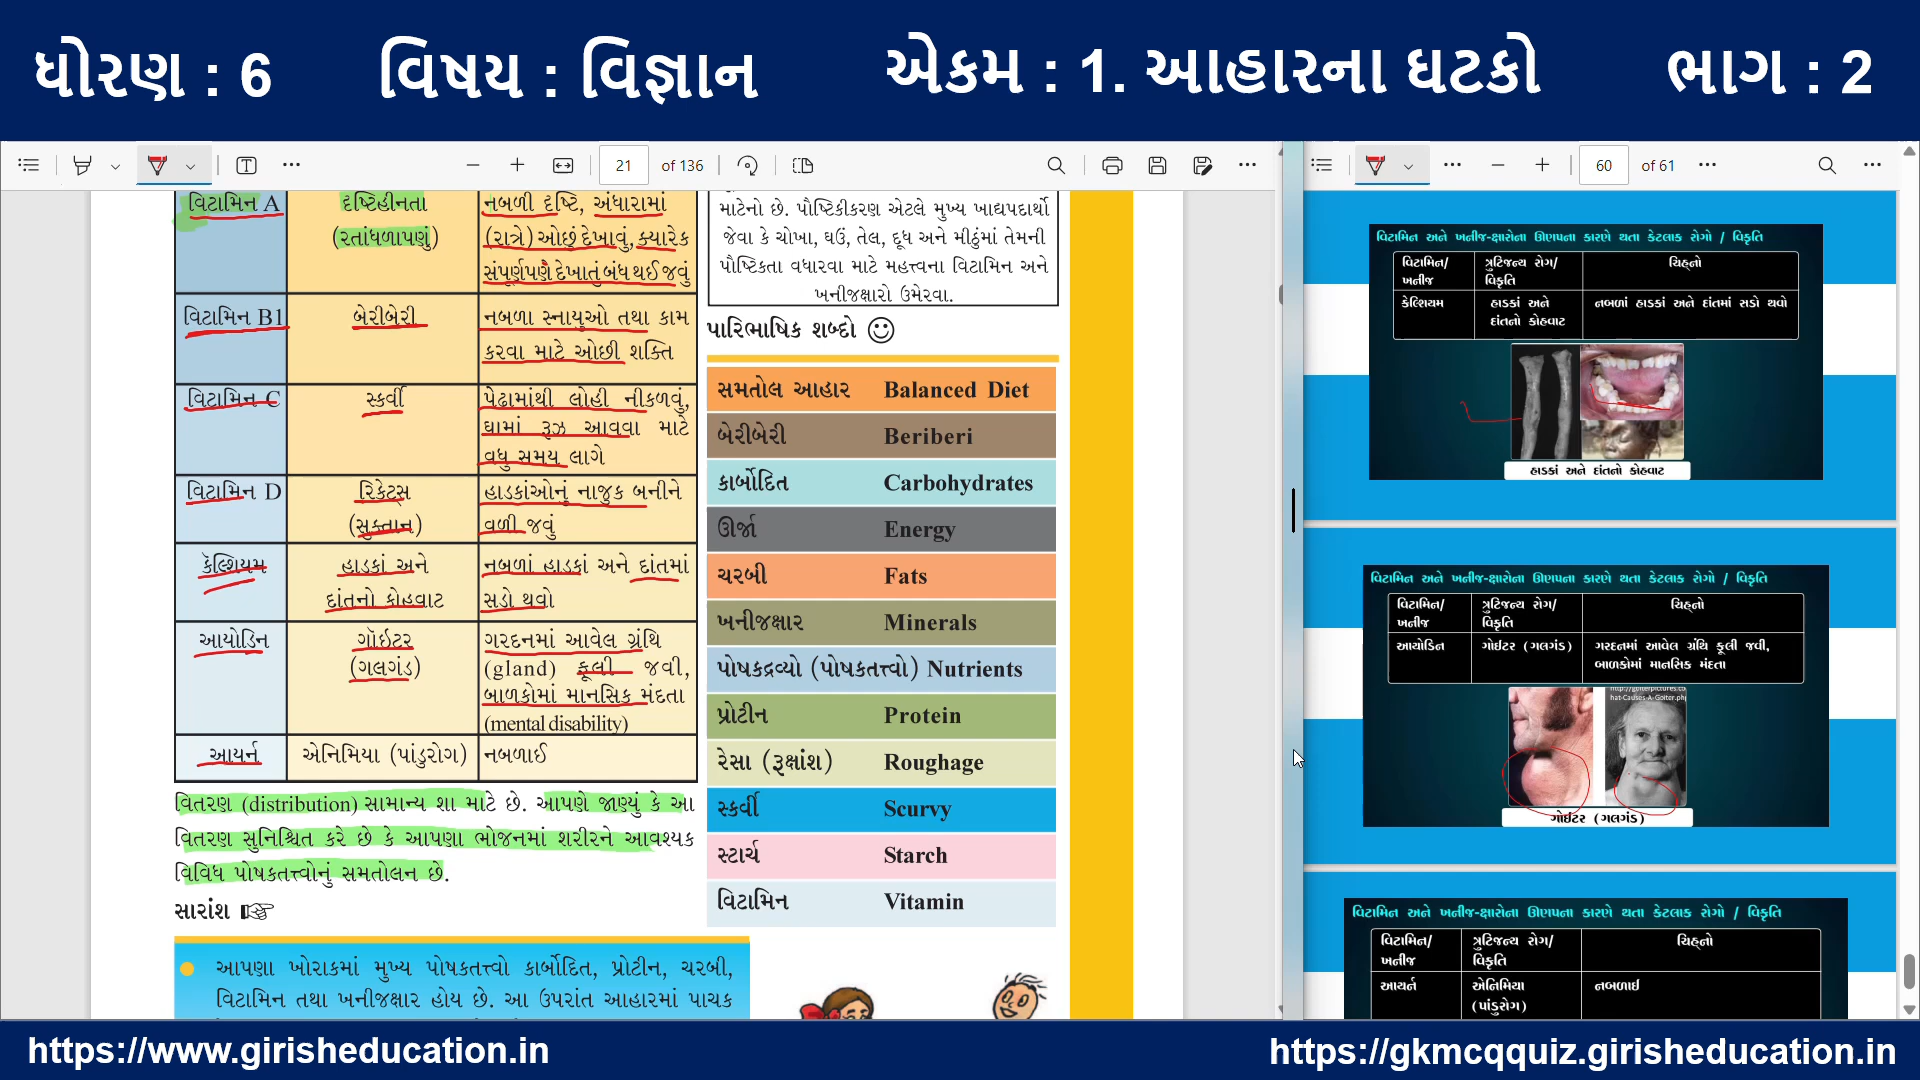 ધોરણ : 6 વિષય : વિજ્ઞાન એકમ : 1. આહારના ઘટકો ભાગ : 2
21 of 136
60 of 61
વિટામિન A
દૃષ્ટિહીનતા
(રતાંધળાપણું)
નબળી દૃષ્ટિ, અંધારામાં
(રાત્રે) ઓછું દેખાવું, ક્યારેક
સંપૂર્ણપણે દેખાતું બંધ થઈ જવું
વિટામિન B1
બેરીબેરી
નબળા સ્નાયુઓ તથા કામ
કરવા માટે ઓછી શક્તિ
વિટામિન C
સ્કર્વી
પેઢામાંથી લોહી નીકળવું,
ઘામાં રૂઝ આવવા માટે
વધુ સમય લાગે
વિટામિન D
રિકેટ્સ
(સુક્તાન)
હાડકાંઓનું નાજુક બનીને
વળી જવું
કૅલ્શિયમ
હાડકાં અને
દાંતનો કોહવાટ
નબળાં હાડકાં અને દાંતમાં
સડો થવો
આયોડિન
ગૉઇટર
(ગલગંડ)
ગરદનમાં આવેલ ગ્રંથિ
(gland) ફૂલી જવી,
બાળકોમાં માનસિક મંદતા
(mental disability)
આયર્ન
એનિમિયા (પાંડુરોગ)
નબળાઈ
વિતરણ (distribution) સામાન્ય શા માટે છે. આપણે જાણ્યું કે આ
વિતરણ સુનિશ્ચિત કરે છે કે આપણા ભોજનમાં શરીરને આવશ્યક
વિવિધ પોષકતત્ત્વોનું સમતોલન છે.
સારાંશ
આપણા ખોરાકમાં મુખ્ય પોષકતત્ત્વો કાર્બોદિત, પ્રોટીન, ચરબી,
વિટામિન તથા ખનીજક્ષાર હોય છે. આ ઉપરાંત આહારમાં પાચક
માટેનો છે. પૌષ્ટિકીકરણ એટલે મુખ્ય ખાદ્યપદાર્થો
જેવા કે ચોખા, ઘઉં, તેલ, દૂધ અને મીઠુંમાં તેમની
પૌષ્ટિકતા વધારવા માટે મહત્ત્વના વિટામિન અને
ખનીજક્ષારો ઉમેરવા.
પારિભાષિક શબ્દો
સમતોલ આહાર Balanced Diet
બેરીબેરી Beriberi
કાર્બોદિત Carbohydrates
ઊર્જા Energy
ચરબી Fats
ખનીજક્ષાર Minerals
પોષકદ્રવ્યો (પોષકતત્ત્વો) Nutrients
પ્રોટીન Protein
રેસા (રૂક્ષાંશ) Roughage
સ્કર્વી Scurvy
સ્ટાર્ચ Starch
વિટામિન Vitamin
વિટામિન અને ખનીજ-ક્ષારોના ઊણપના કારણે થતા કેટલાક રોગો / વિકૃતિ
વિટામિન/
ખનીજ
ત્રુટિજન્ય રોગ/
વિકૃતિ
ચિહ્નો
કેલ્શિયમ
હાડકાં અને
દાંતનો કોહવાટ
નબળાં હાડકાં અને દાંતમાં સડો થવો
હાડકાં અને દાંતનો કોહવાટ
વિટામિન અને ખનીજ-ક્ષારોના ઊણપના કારણે થતા કેટલાક રોગો / વિકૃતિ
વિટામિન/
ખનીજ
ત્રુટિજન્ય રોગ/
વિકૃતિ
ચિહ્નો
આયોડિન
ગોઈટર (ગલગંડ)
ગરદનમાં આવેલ ગ્રંથિ ફૂલી જવી,
બાળકોમાં માનસિક મંદતા
http://goiterpictures.co
hat-Causes-A-Goiter.ph
ગોઈટર (ગલગંડ)
વિટામિન અને ખનીજ-ક્ષારોના ઊણપના કારણે થતા કેટલાક રોગો / વિકૃતિ
વિટામિન/
ખનીજ
ત્રુટિજન્ય રોગ/
વિકૃતિ
ચિહ્નો
આયર્ન
એનિમિયા
(પાંડુરોગ)
નબળાઈ
https://www.girisheducation.in
https://gkmcqquiz.girisheducation.in